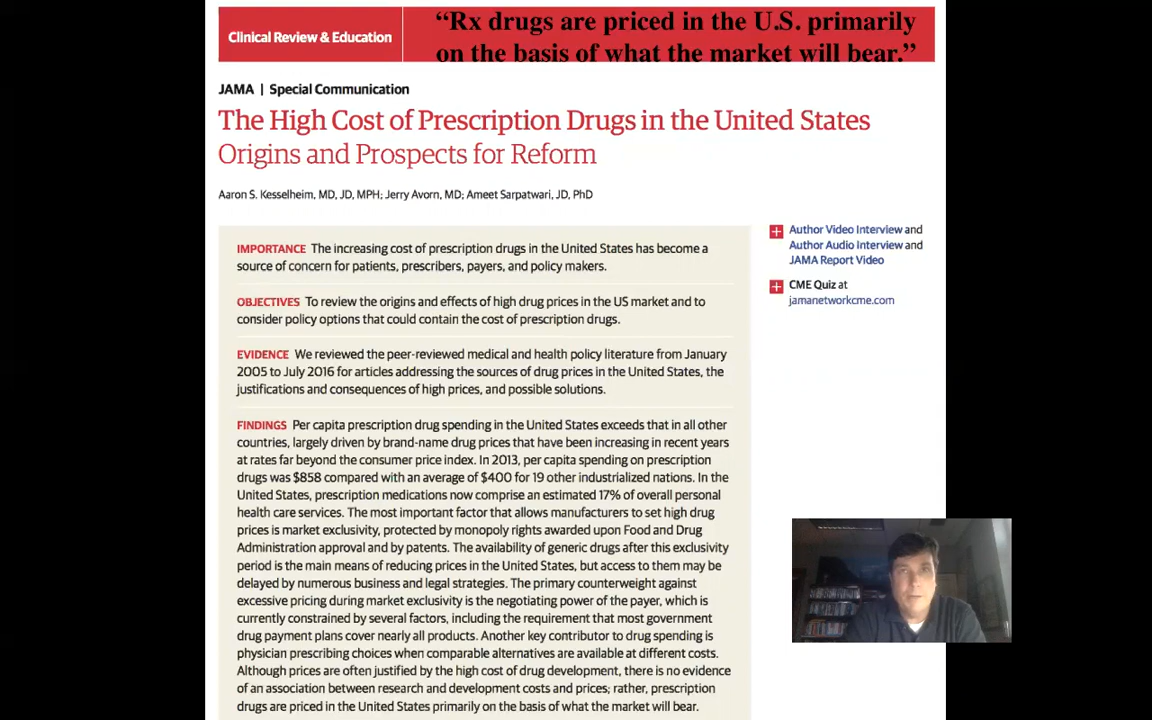 Clinical Review & Education
“Rx drugs are priced in the U.S. primarily
on the basis of what the market will bear.”
JAMA | Special Communication
The High Cost of Prescription Drugs in the United States
Origins and Prospects for Reform
Aaron S. Kesselheim, MD, JD, MPH; Jerry Avorn, MD; Ameet Sarpatwari, JD, PhD
IMPORTANCE The increasing cost of prescription drugs in the United States has become a
source of concern for patients, prescribers, payers, and policy makers.
OBJECTIVES To review the origins and effects of high drug prices in the US market and to
consider policy options that could contain the cost of prescription drugs.
EVIDENCE We reviewed the peer-reviewed medical and health policy literature from January
2005 to July 2016 for articles addressing the sources of drug prices in the United States, the
justifications and consequences of high prices, and possible solutions.
FINDINGS Per capita prescription drug spending in the United States exceeds that in all other
countries, largely driven by brand-name drug prices that have been increasing in recent years
at rates far beyond the consumer price index. In 2013, per capita spending on prescription
drugs was $858 compared with an average of $400 for 19 other industrialized nations. In the
United States, prescription medications now comprise an estimated 17% of overall personal
health care services. The most important factor that allows manufacturers to set high drug
prices is market exclusivity, protected by monopoly rights awarded upon Food and Drug
Administration approval and by patents. The availability of generic drugs after this exclusivity
period is the main means of reducing prices in the United States, but access to them may be
delayed by numerous business and legal strategies. The primary counterweight against
excessive pricing during market exclusivity is the negotiating power of the payer, which is
currently constrained by several factors, including the requirement that most government
drug payment plans cover nearly all products. Another key contributor to drug spending is
physician prescribing choices when comparable alternatives are available at different costs.
Although prices are often justified by the high cost of drug development, there is no evidence
of an association between research and development costs and prices; rather, prescription
drugs are priced in the United States primarily on the basis of what the market will bear.
Author Video Interview and
Author Audio Interview and
JAMA Report Video
CME Quiz at
jamanetworkcme.com